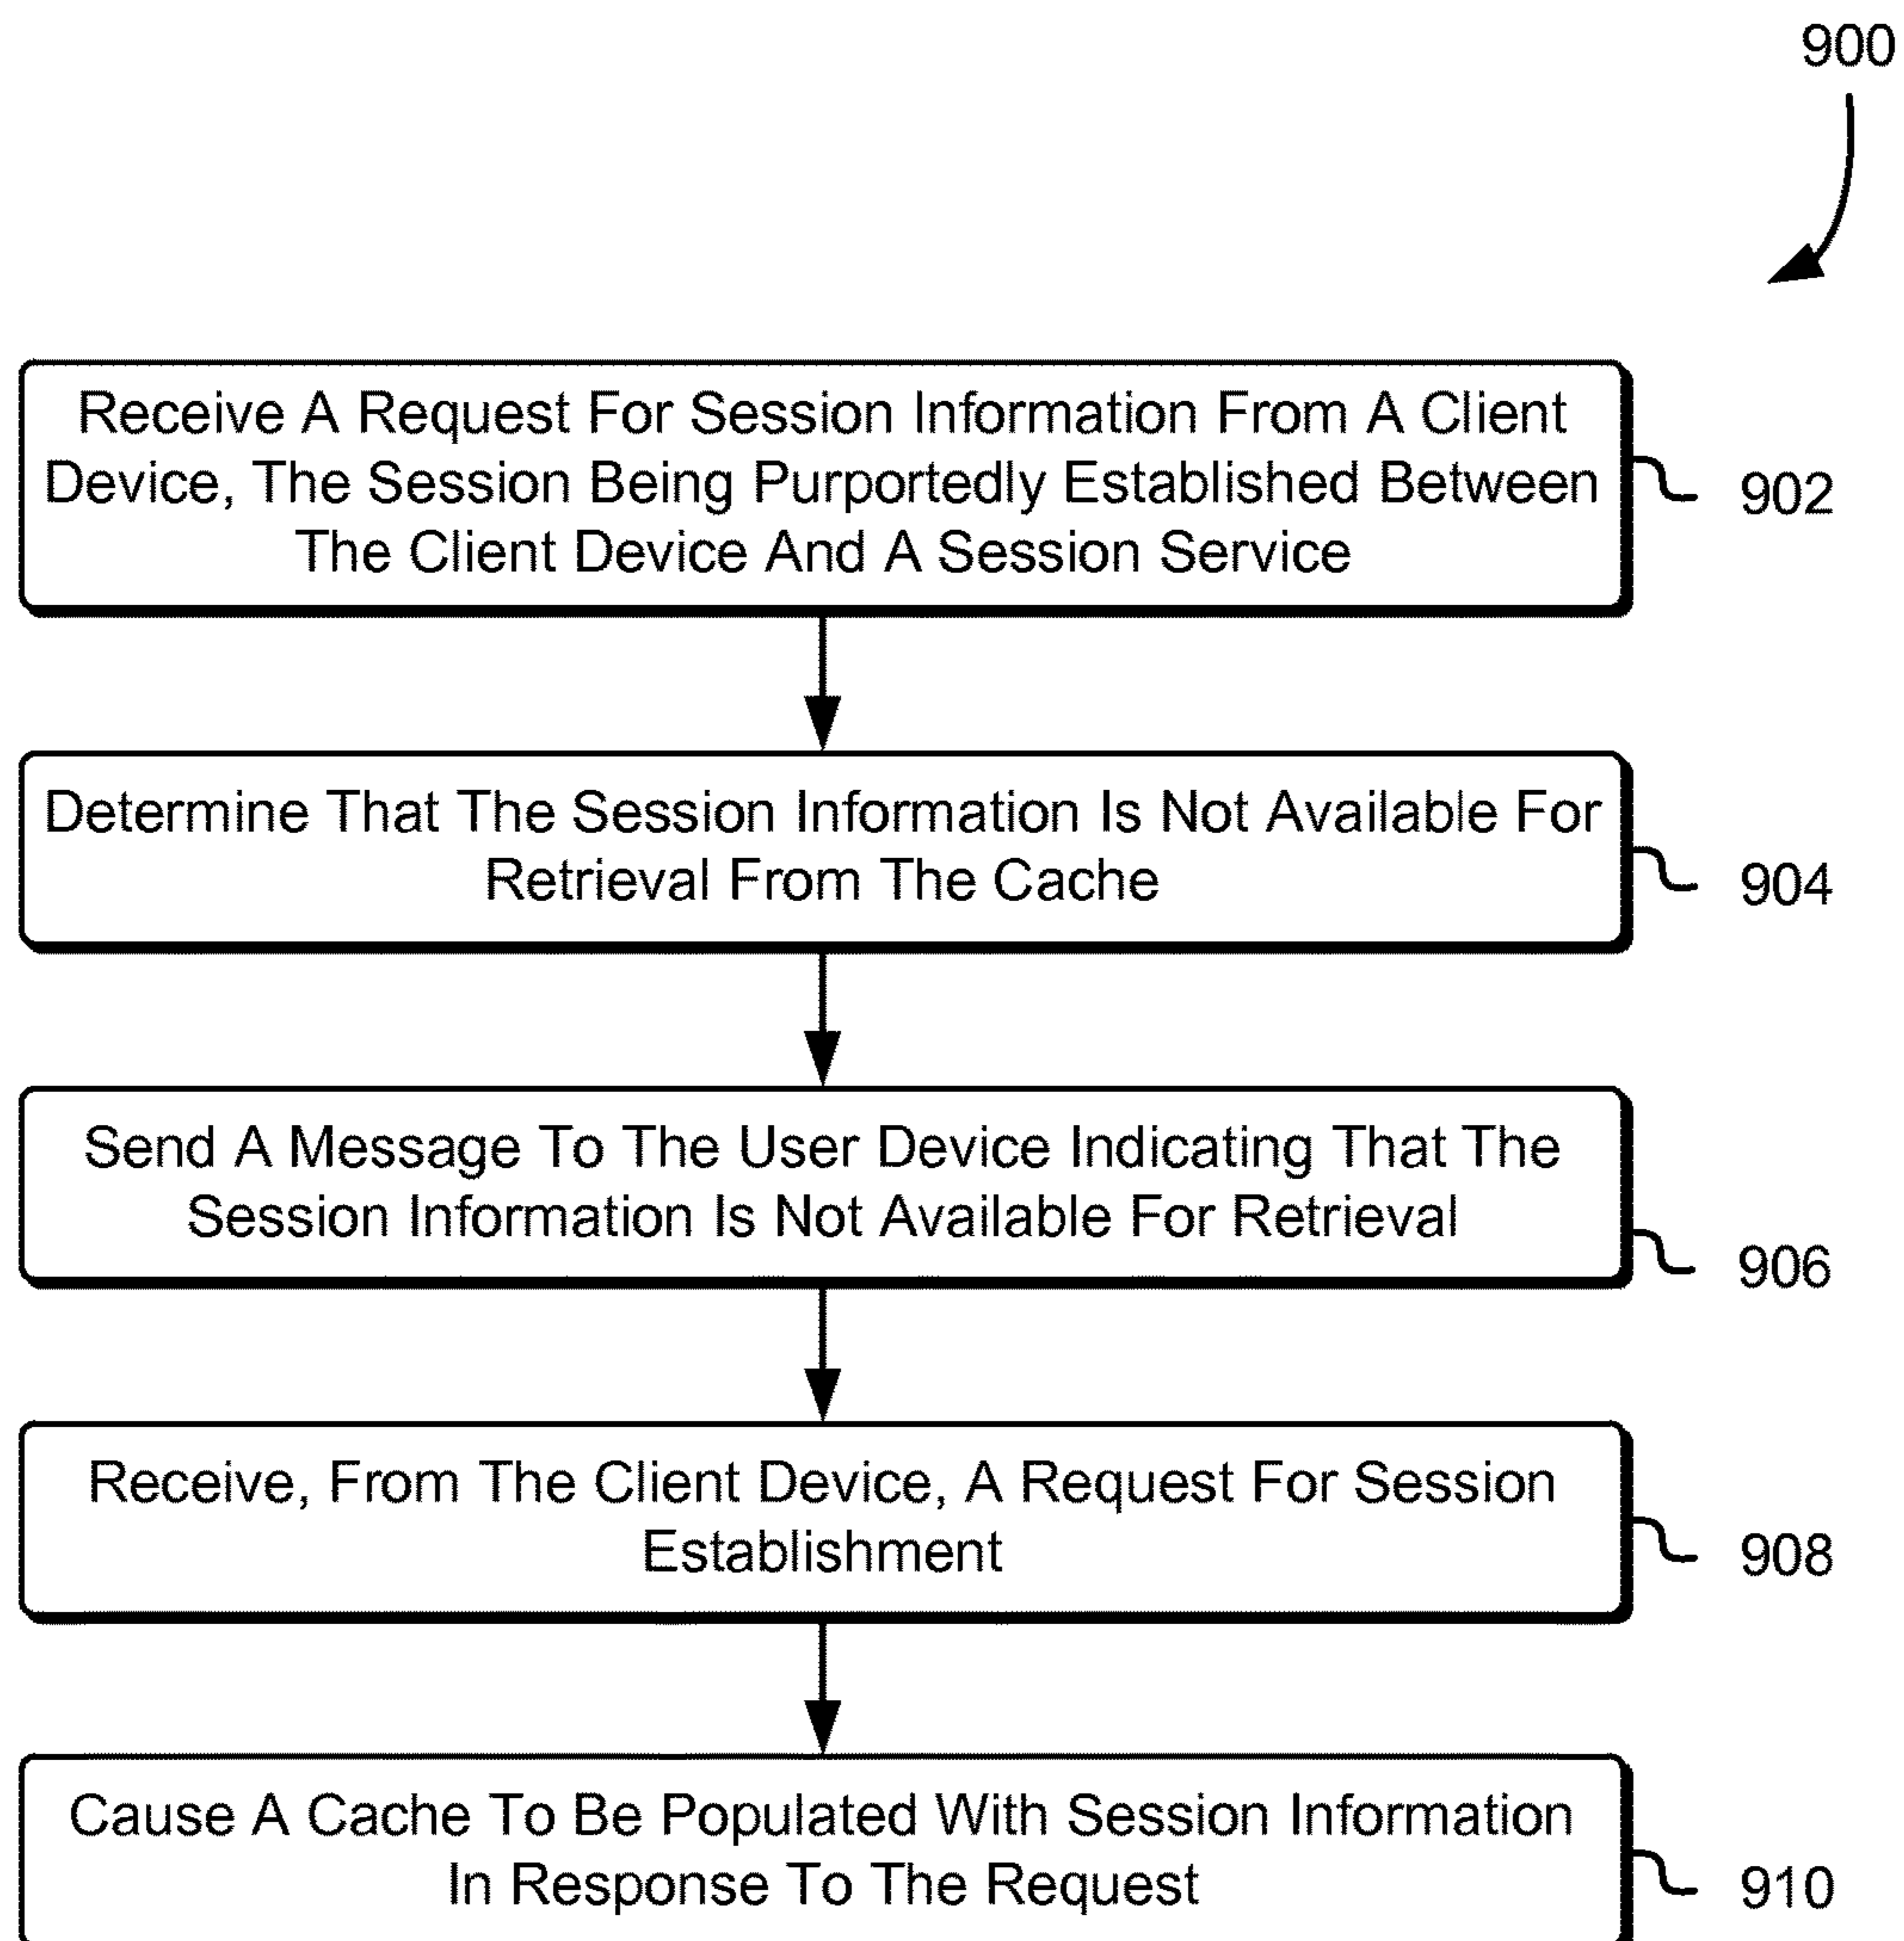 900
Receive A Request For Session Information From A Client
Device, The Session Being Purportedly Established Between
The Client Device And A Session Service
902
Determine That The Session Information Is Not Available For
Retrieval From The Cache
904
Send A Message To The User Device Indicating That The
Session Information Is Not Available For Retrieval
906
Receive, From The Client Device, A Request For Session
Establishment
908
Cause A Cache To Be Populated With Session Information
In Response To The Request
910